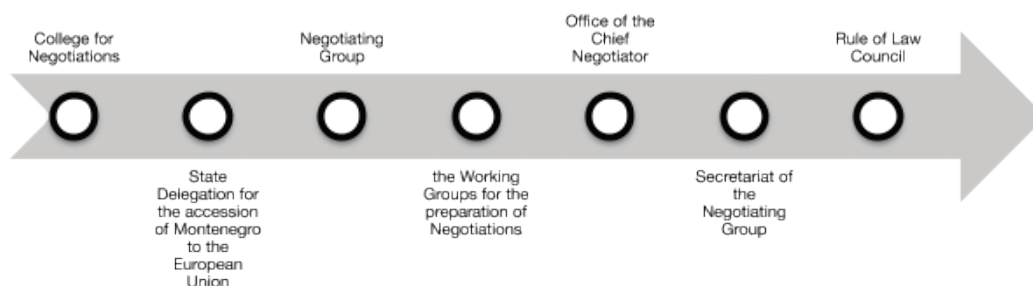 College for
Negotiations
State
Delegation for
the accession
of Montenegro
to the
European
Union
Negotiating
Group
the Working
Groups for the
preparation of
Negotiations
Office of the
Chief
Negotiator
Secretariat of
the
Negotiating
Group
Rule of Law
Council